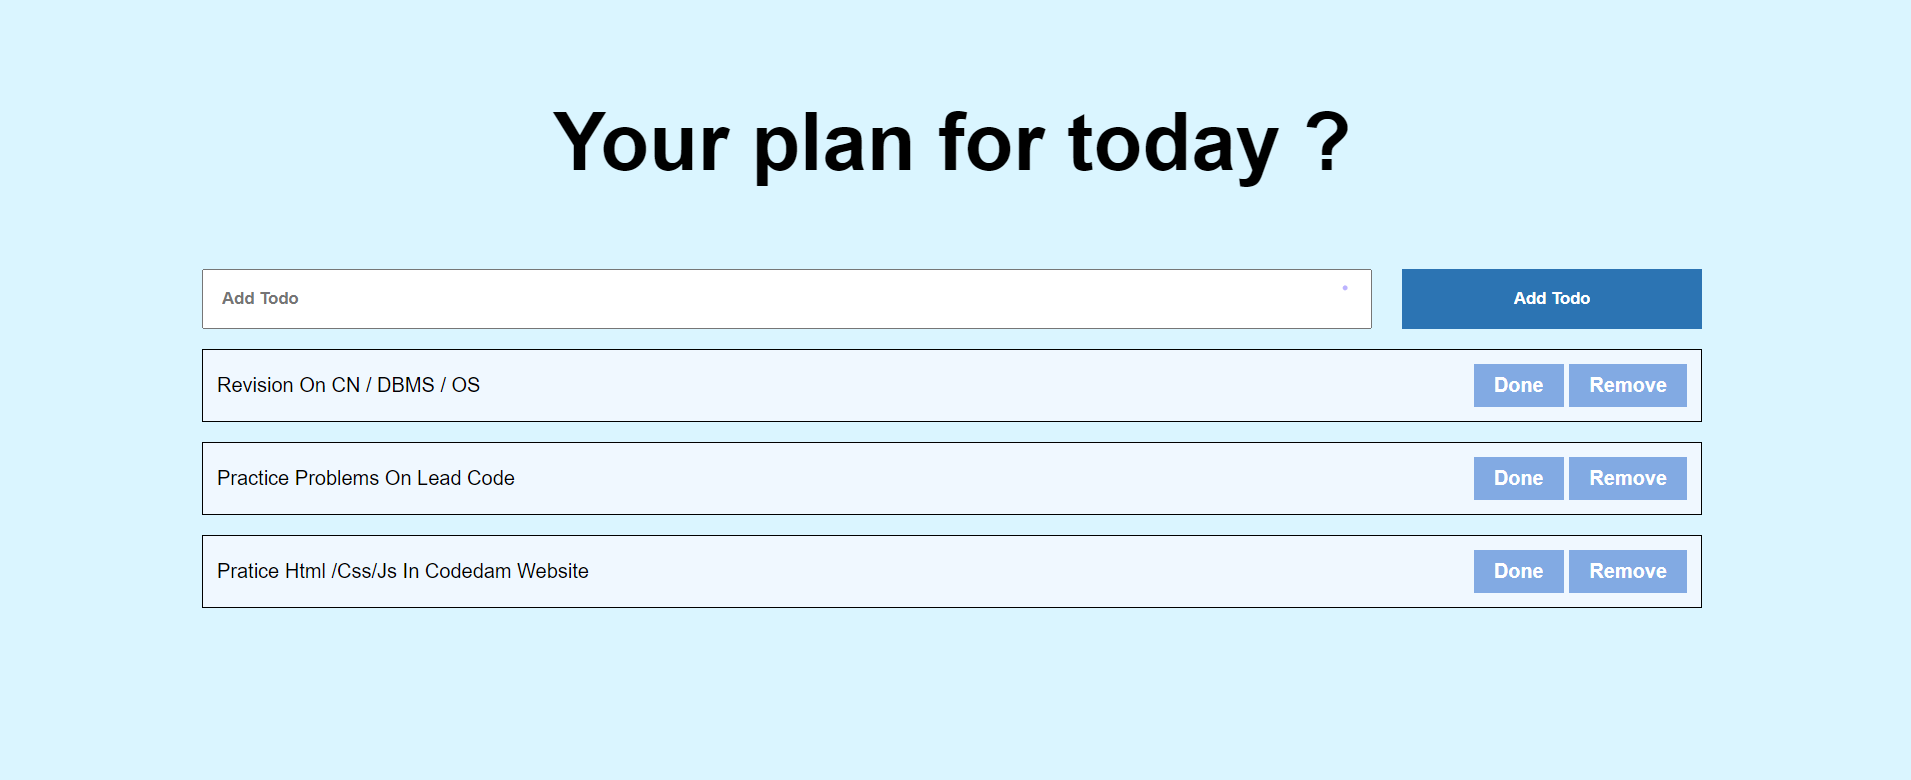 Your plan for today ?
Add Todo Add Todo
Revision On CN / DBMS / OS Done Remove
Practice Problems On Lead Code Done Remove
Pratice Html /Css/Js In Codedam Website Done Remove